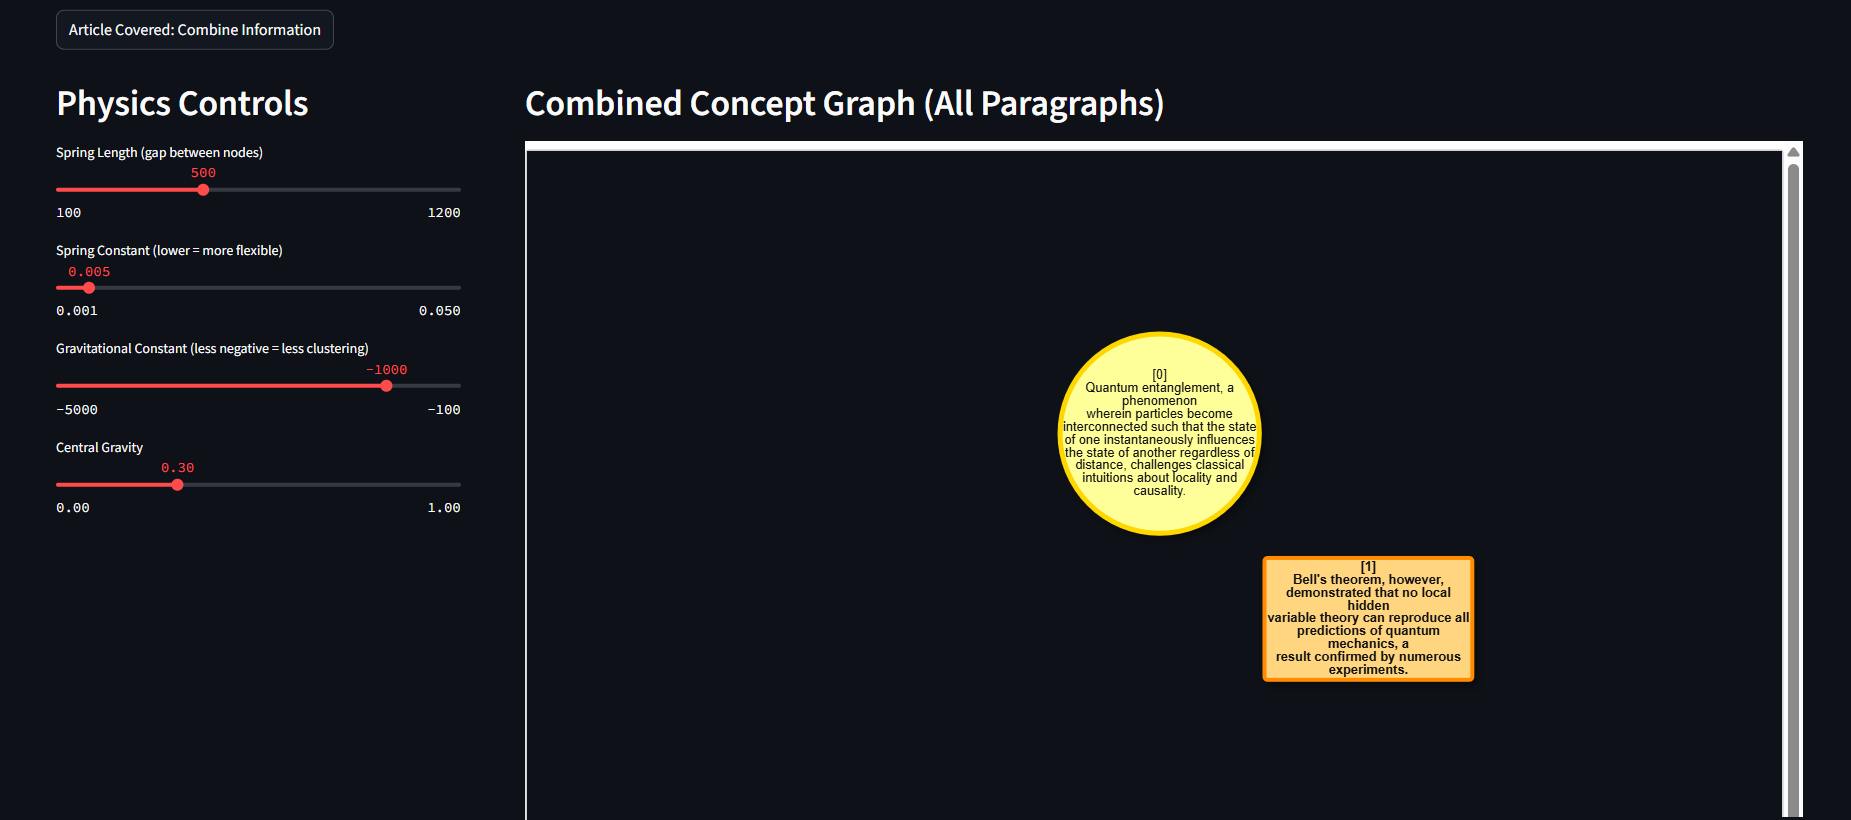 Article Covered: Combine Information
Physics Controls
Spring Length (gap between nodes)
500
100
1200
Spring Constant (lower = more flexible)
0.005
0.001
0.050
Gravitational Constant (less negative = less clustering)
-1000
-5000
-100
Central Gravity
0.30
0.00
1.00
Combined Concept Graph (All Paragraphs)
[0]
Quantum entanglement, a
phenomenon
wherein particles become
interconnected such that the state
of one instantaneously influences
the state of another regardless of
distance, challenges classical
intuitions about locality and
causality.
[1]
Bell's theorem, however,
demonstrated that no local
hidden
variable theory can reproduce all
predictions of quantum
mechanics, a
result confirmed by numerous
experiments.